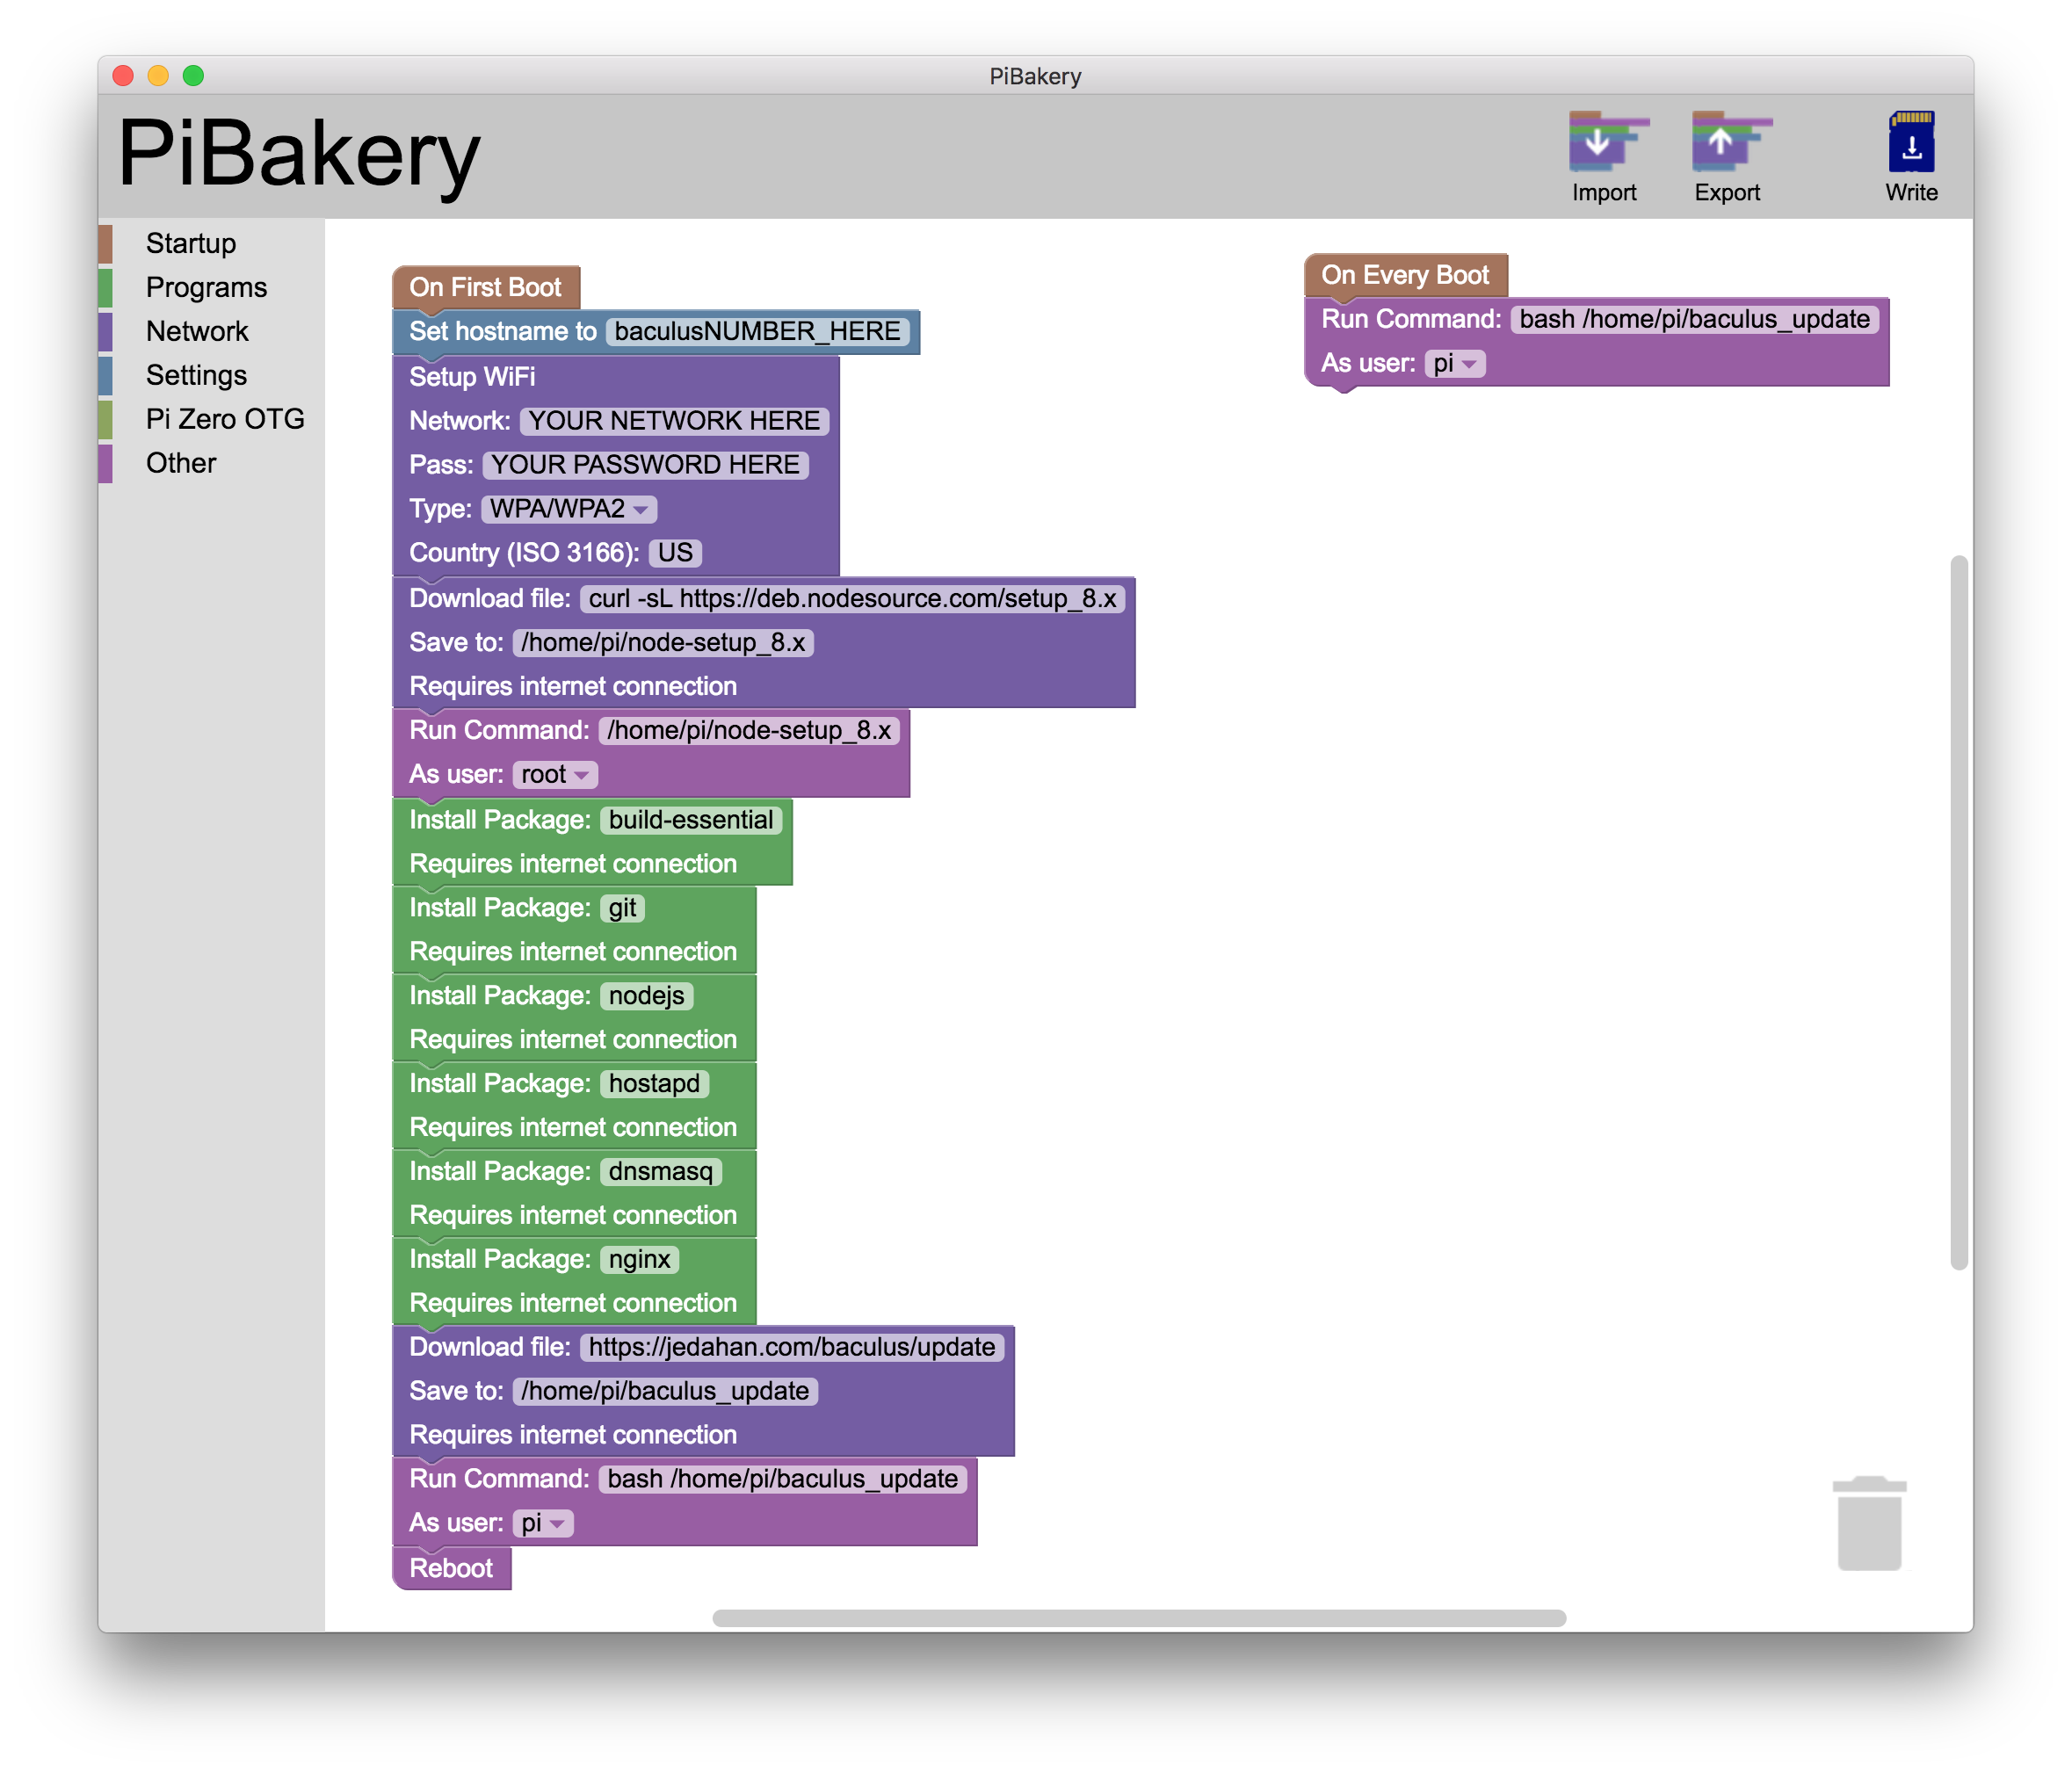 PiBakery
PiBakery
Import
Export
Write
Startup
Programs
Network
Settings
Pi Zero OTG
Other
On First Boot
Set hostname to baculusNUMBER_HERE
Setup WiFi
Network: YOUR NETWORK HERE
Pass: YOUR PASSWORD HERE
Type: WPA/WPA2
Country (ISO 3166): US
Download file: curl -sL https://deb.nodesource.com/setup_8.x
Save to: /home/pi/node-setup_8.x
Requires internet connection
Run Command: /home/pi/node-setup_8.x
As user: root
Install Package: build-essential
Requires internet connection
Install Package: git
Requires internet connection
Install Package: nodejs
Requires internet connection
Install Package: hostapd
Requires internet connection
Install Package: dnsmasq
Requires internet connection
Install Package: nginx
Requires internet connection
Download file: https://jedahan.com/baculus/update
Save to: /home/pi/baculus_update
Requires internet connection
Run Command: bash /home/pi/baculus_update
As user: pi
Reboot
On Every Boot
Run Command: bash /home/pi/baculus_update
As user: pi